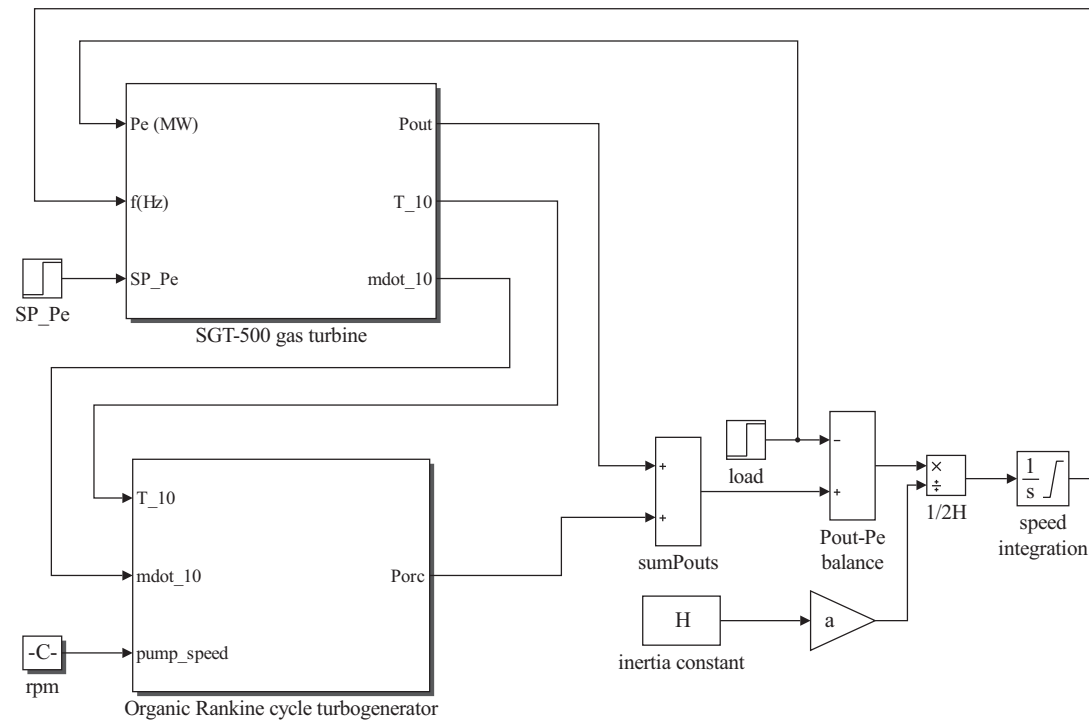 Pe (MW)
f(Hz)
SP_Pe
Pout
T_10
mdot_10
SP_Pe
SGT-500 gas turbine
T_10
mdot_10
pump_speed
Porc
-C-
rpm
Organic Rankine cycle turbogenerator
+
+
sumPouts
load
−
+
Pout-Pe
balance
×
÷
1/2H
1
s
speed
integration
H
inertia constant
a